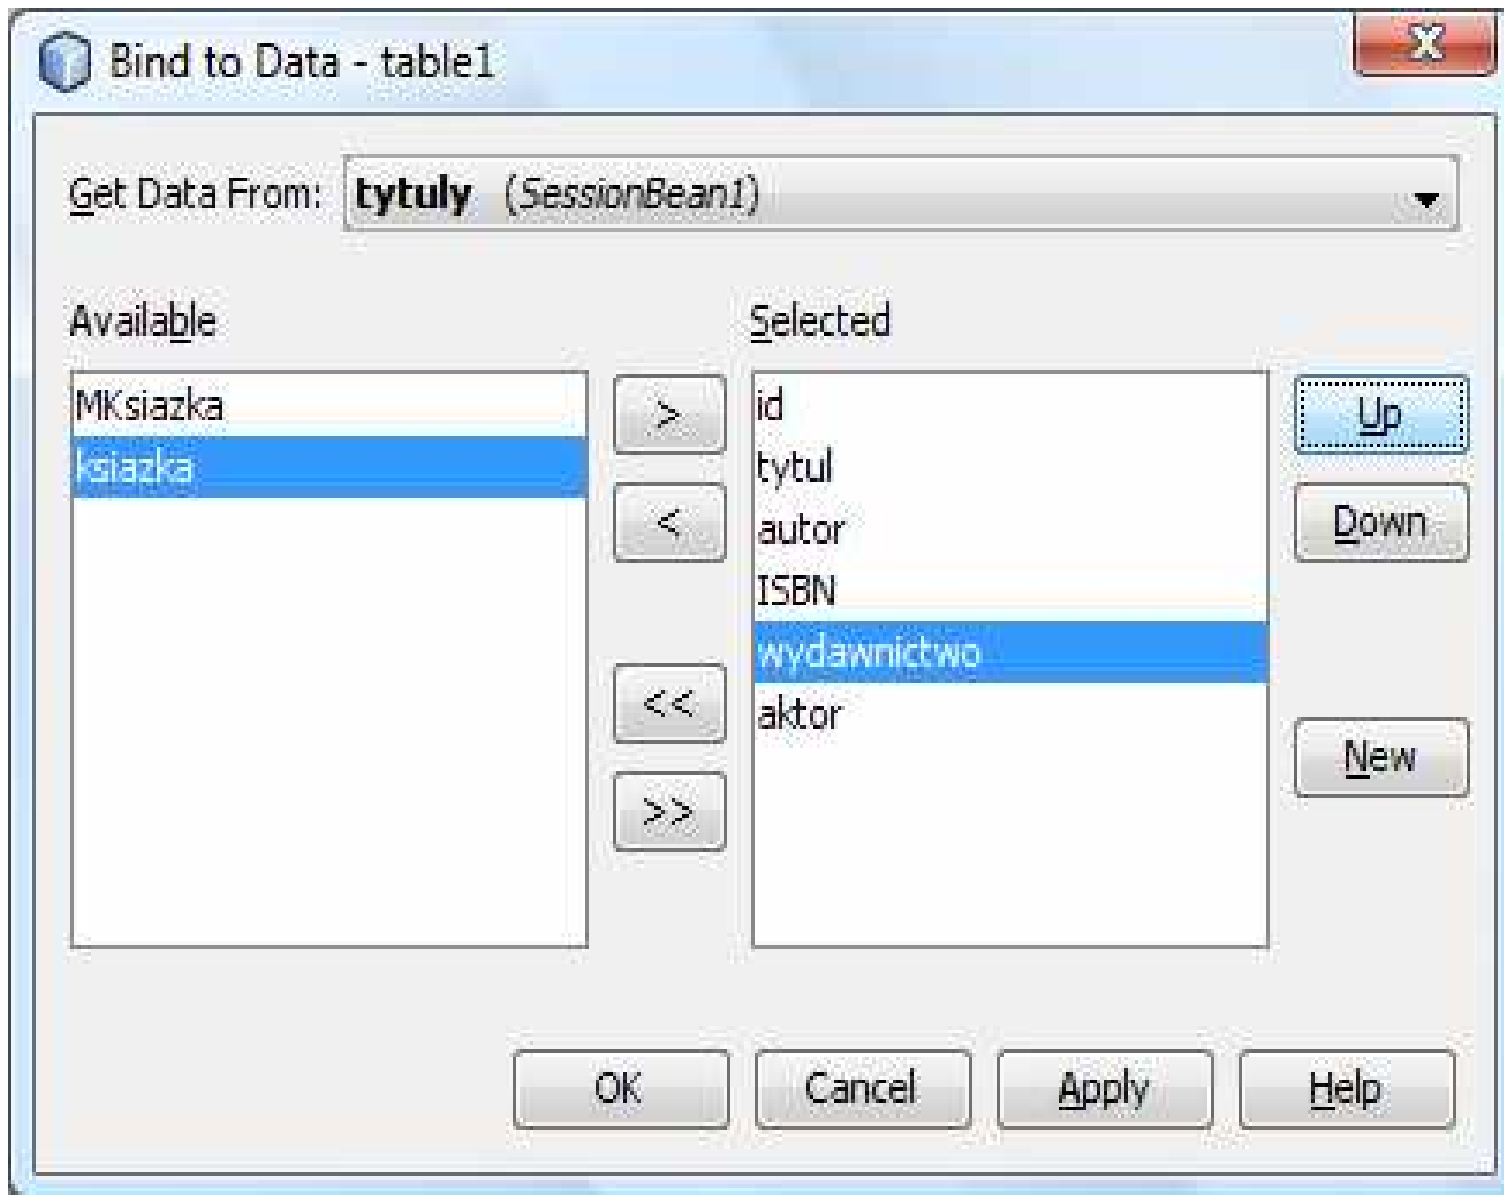 Bind to Data - table1
X
Get Data From: tytuly (SessionBean1)
Available
Selected
MKsiazka
ksiazka
>
<
<<
>>
id
tytul
autor
ISBN
wydawnictwo
aktor
Up
Down
New
OK Cancel Apply Help